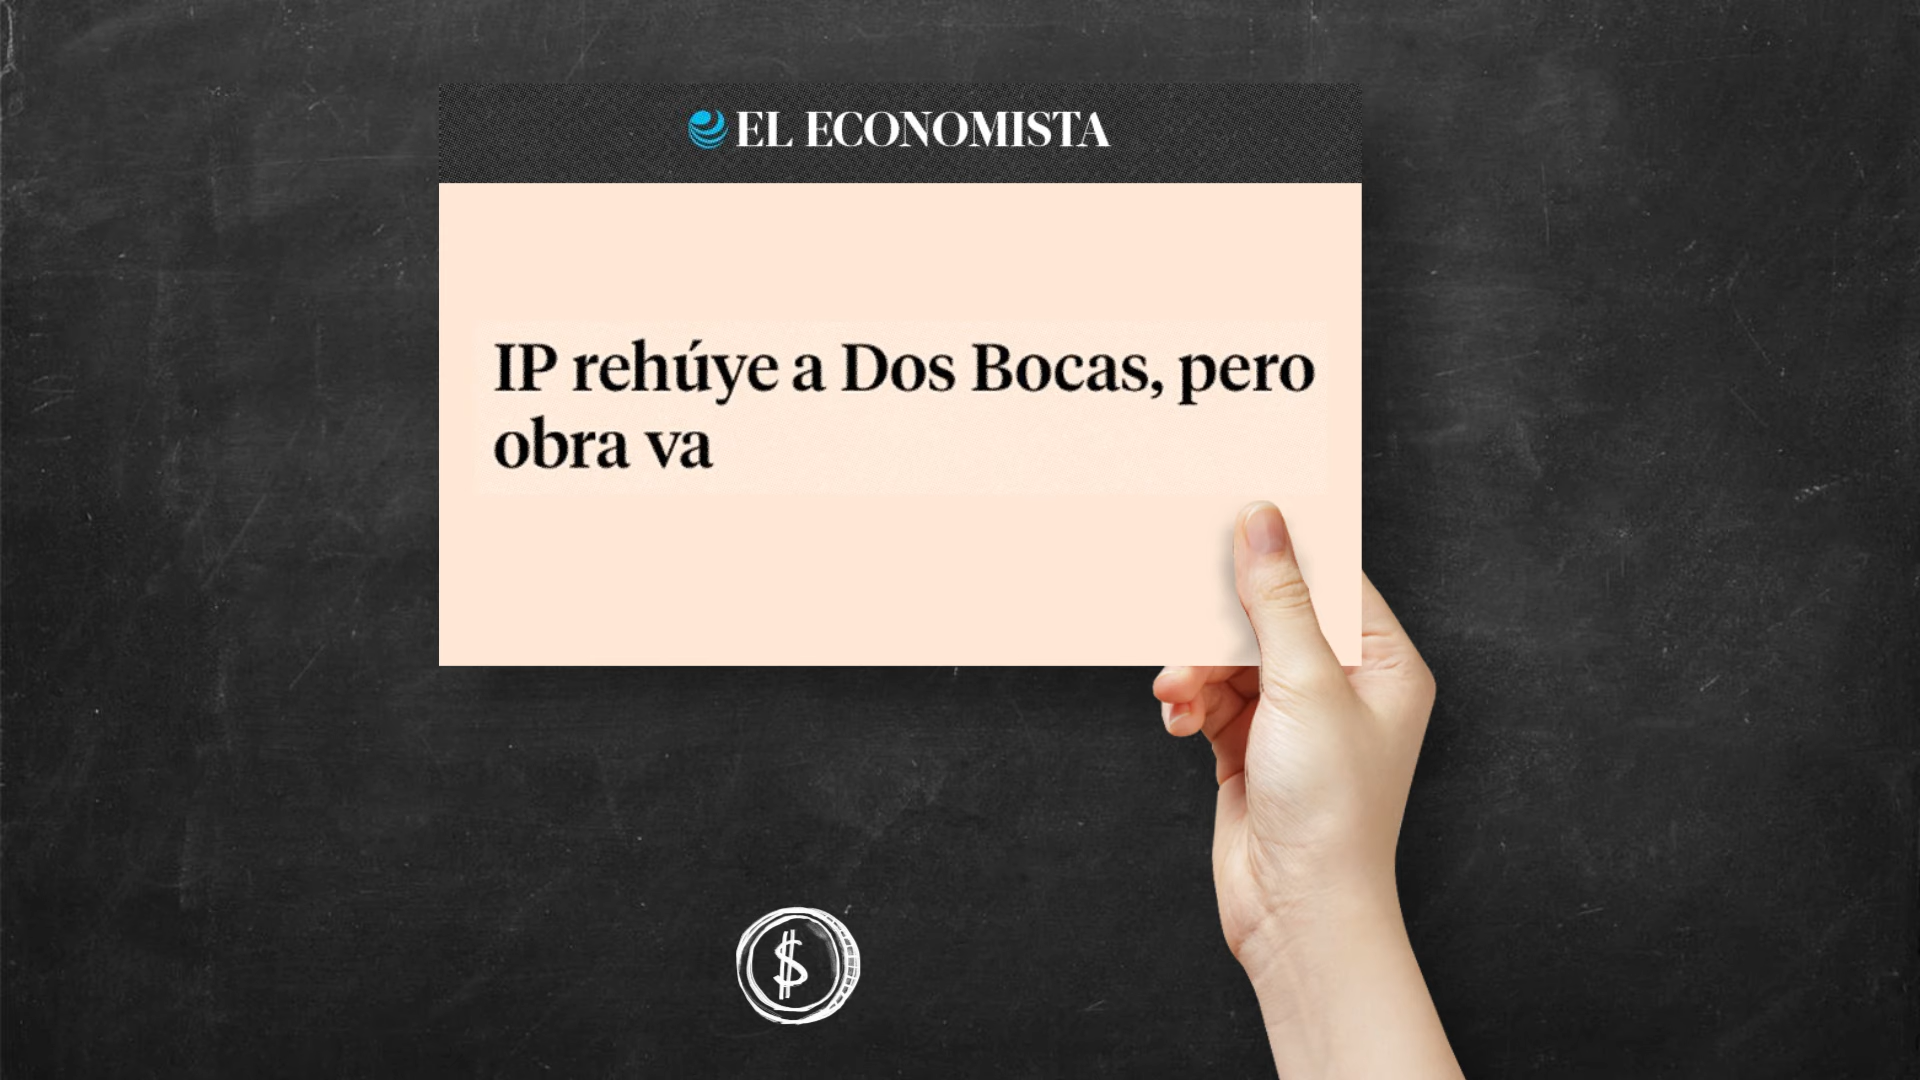 EL ECONOMISTA
IP rehúye a Dos Bocas, pero
obra va
$